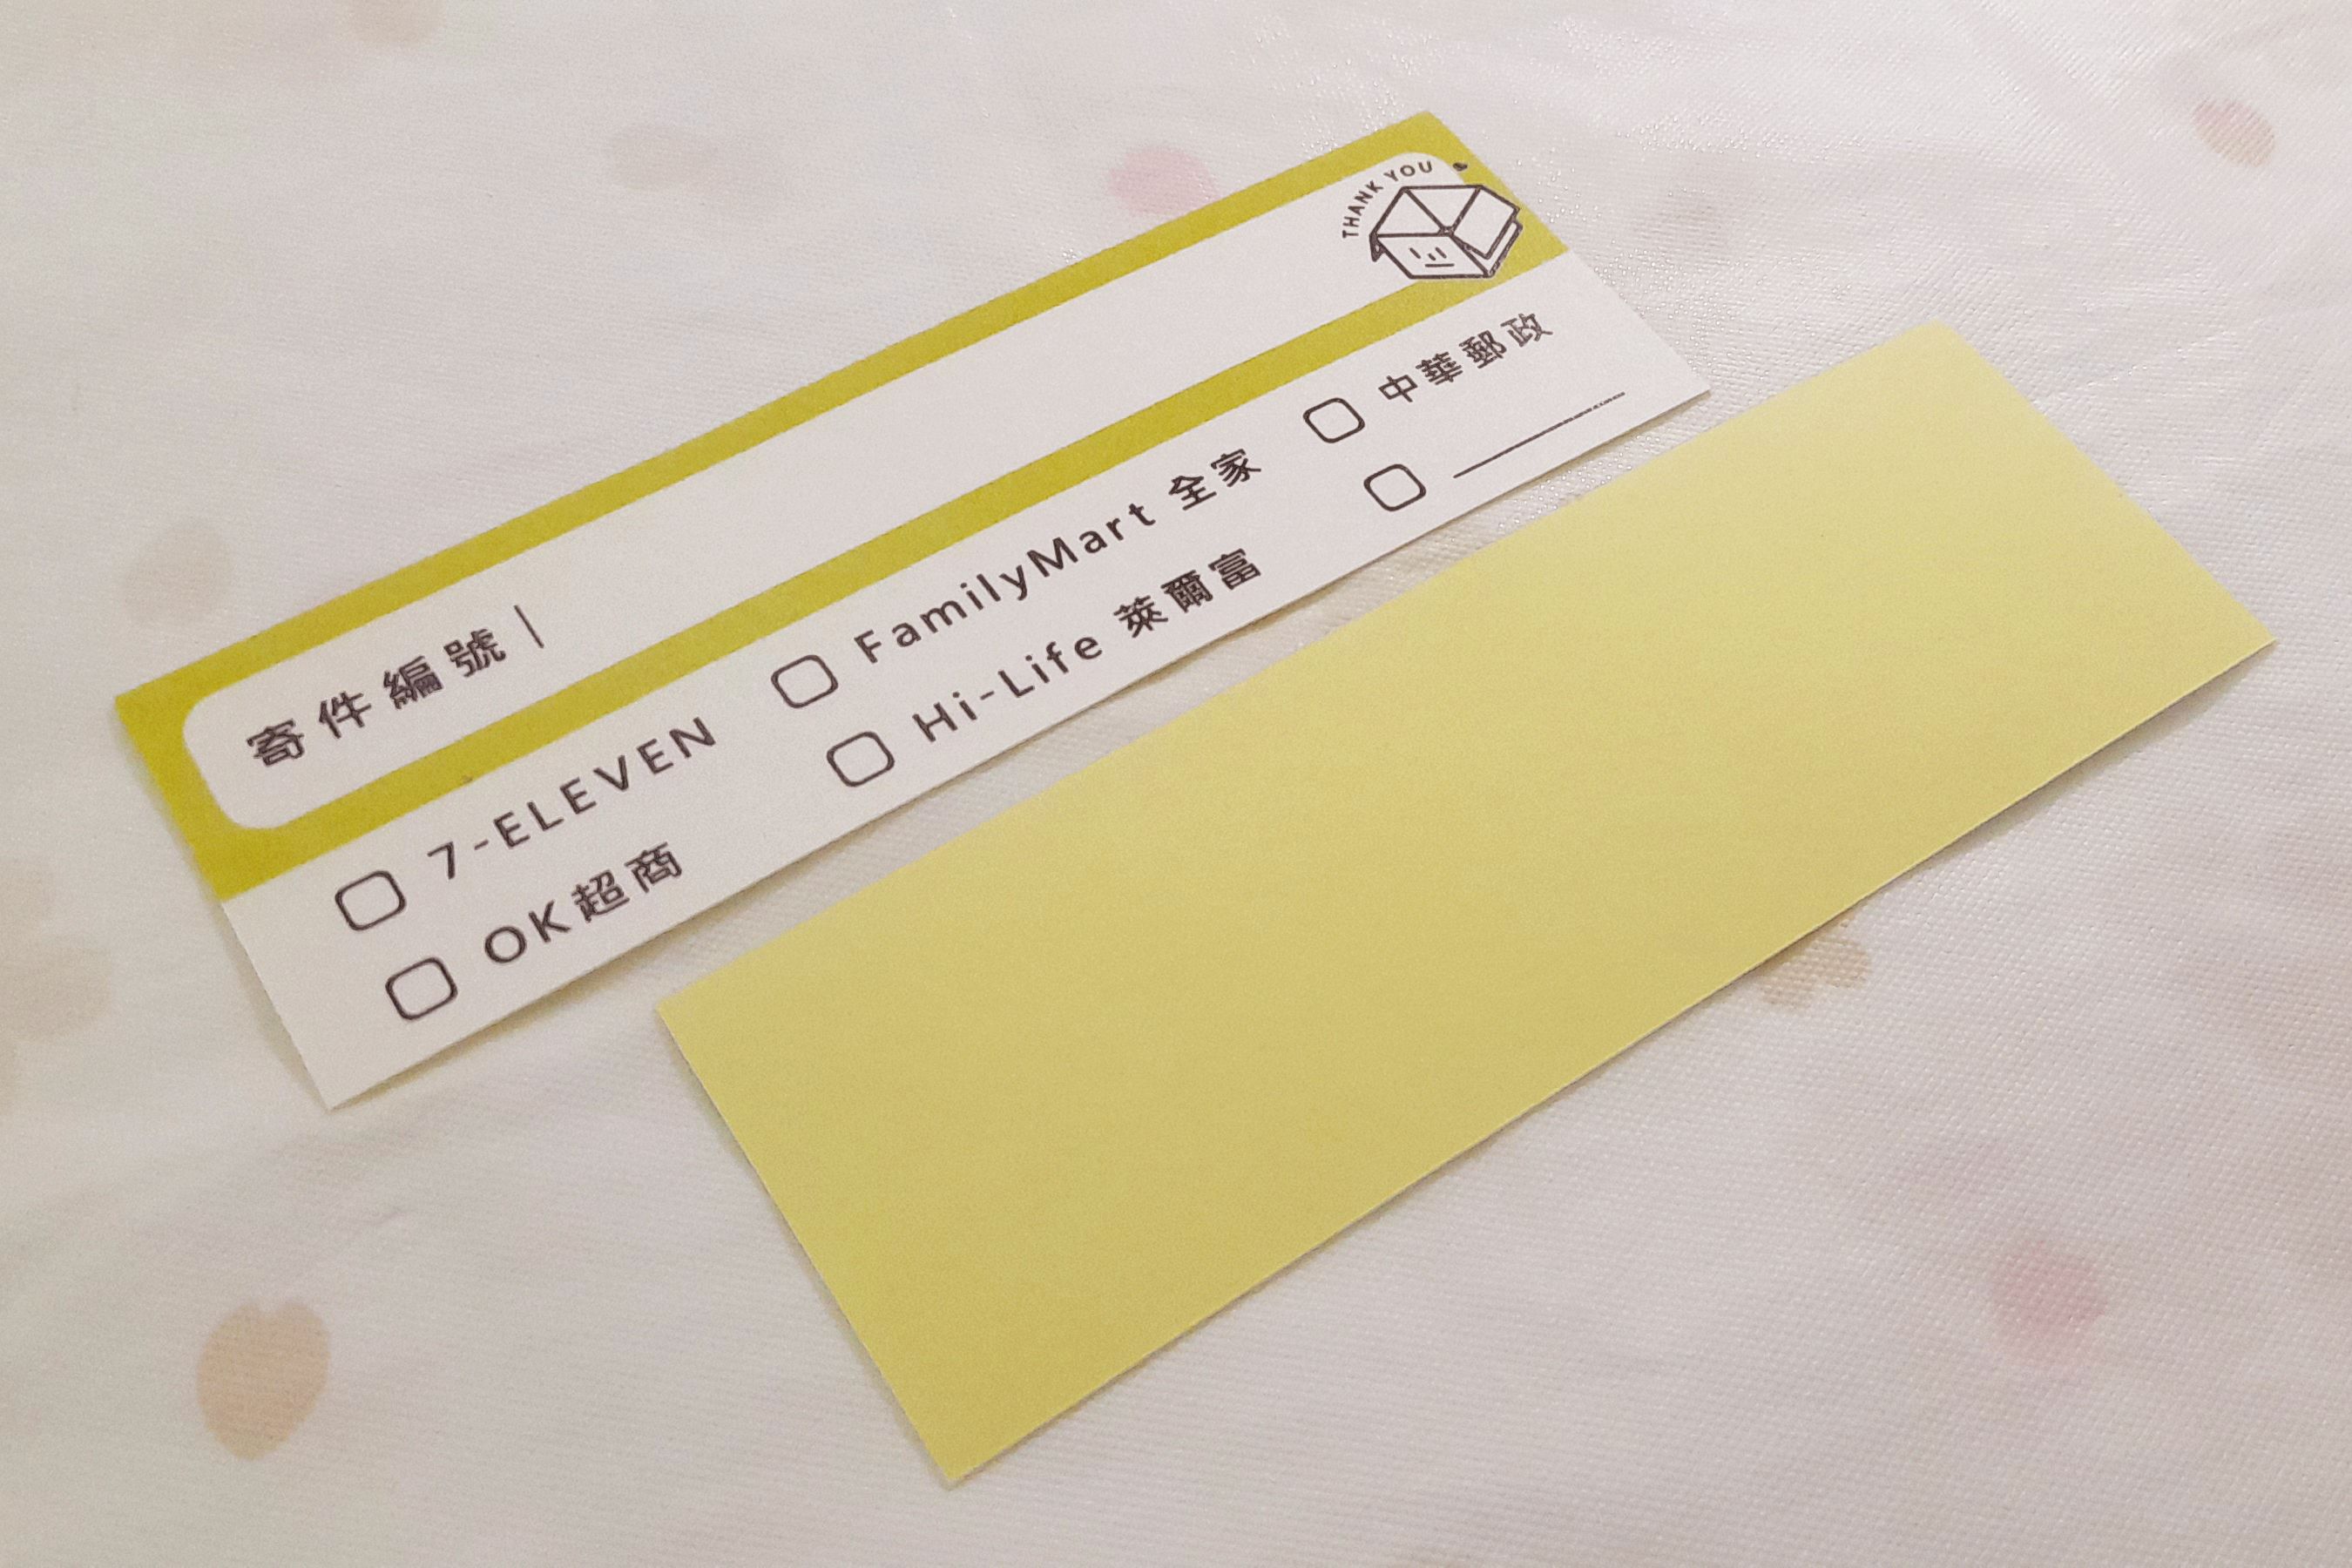 THANK YOU
寄件編號|
7-ELEVEN
FamilyMart 全家
中華郵政
OK超商
Hi-Life 萊爾富